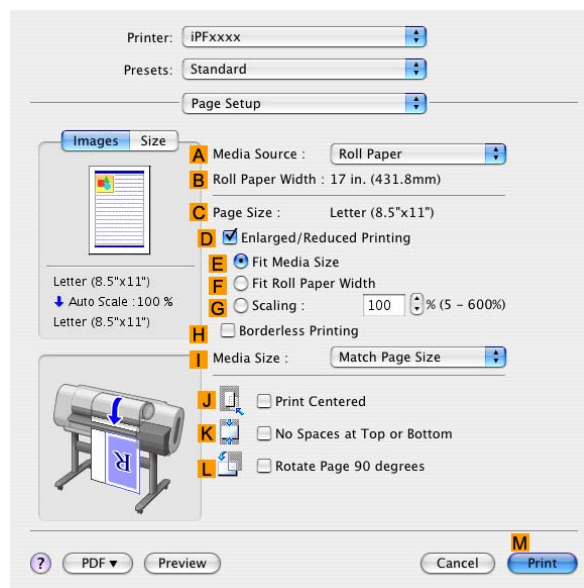 Printer: iPFxxxx
Presets: Standard
Page Setup
Images Size
A Media Source : Roll Paper
B Roll Paper Width : 17 in. (431.8mm)
C Page Size : Letter (8.5"x11")
D Enlarged/Reduced Printing
E Fit Media Size
F Fit Roll Paper Width
G Scaling : 100 % (5 – 600%)
H Borderless Printing
I Media Size : Match Page Size
Letter (8.5"x11")
Auto Scale :100 %
Letter (8.5"x11")
J Print Centered
K No Spaces at Top or Bottom
L Rotate Page 90 degrees
R
M
? PDF▼ Preview Cancel Print